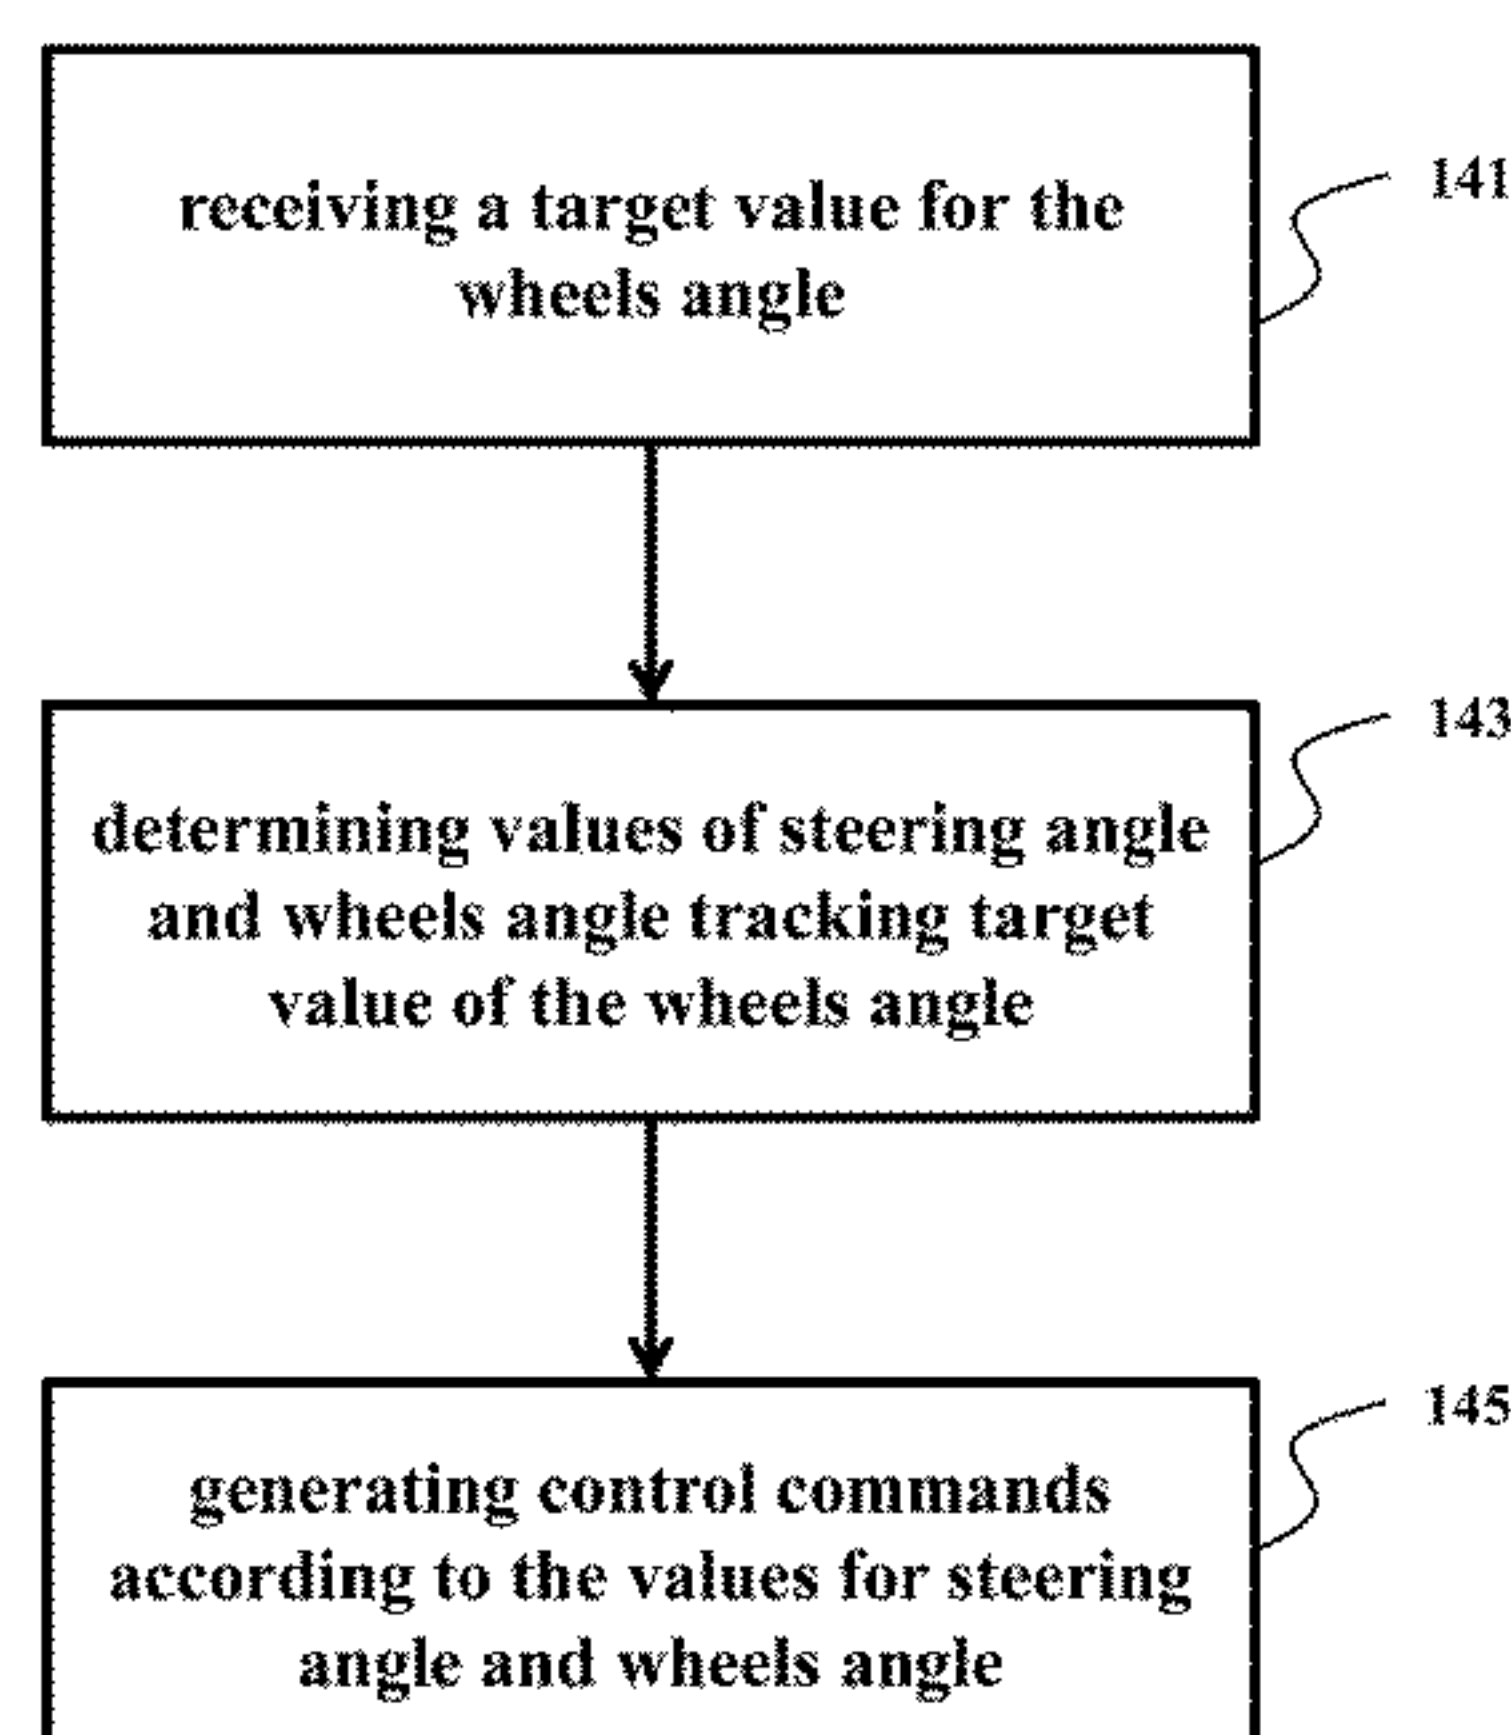 receiving a target value for the
wheels angle
141
determining values of steering angle
and wheels angle tracking target
value of the wheels angle
143
generating control commands
according to the values for steering
angle and wheels angle
145